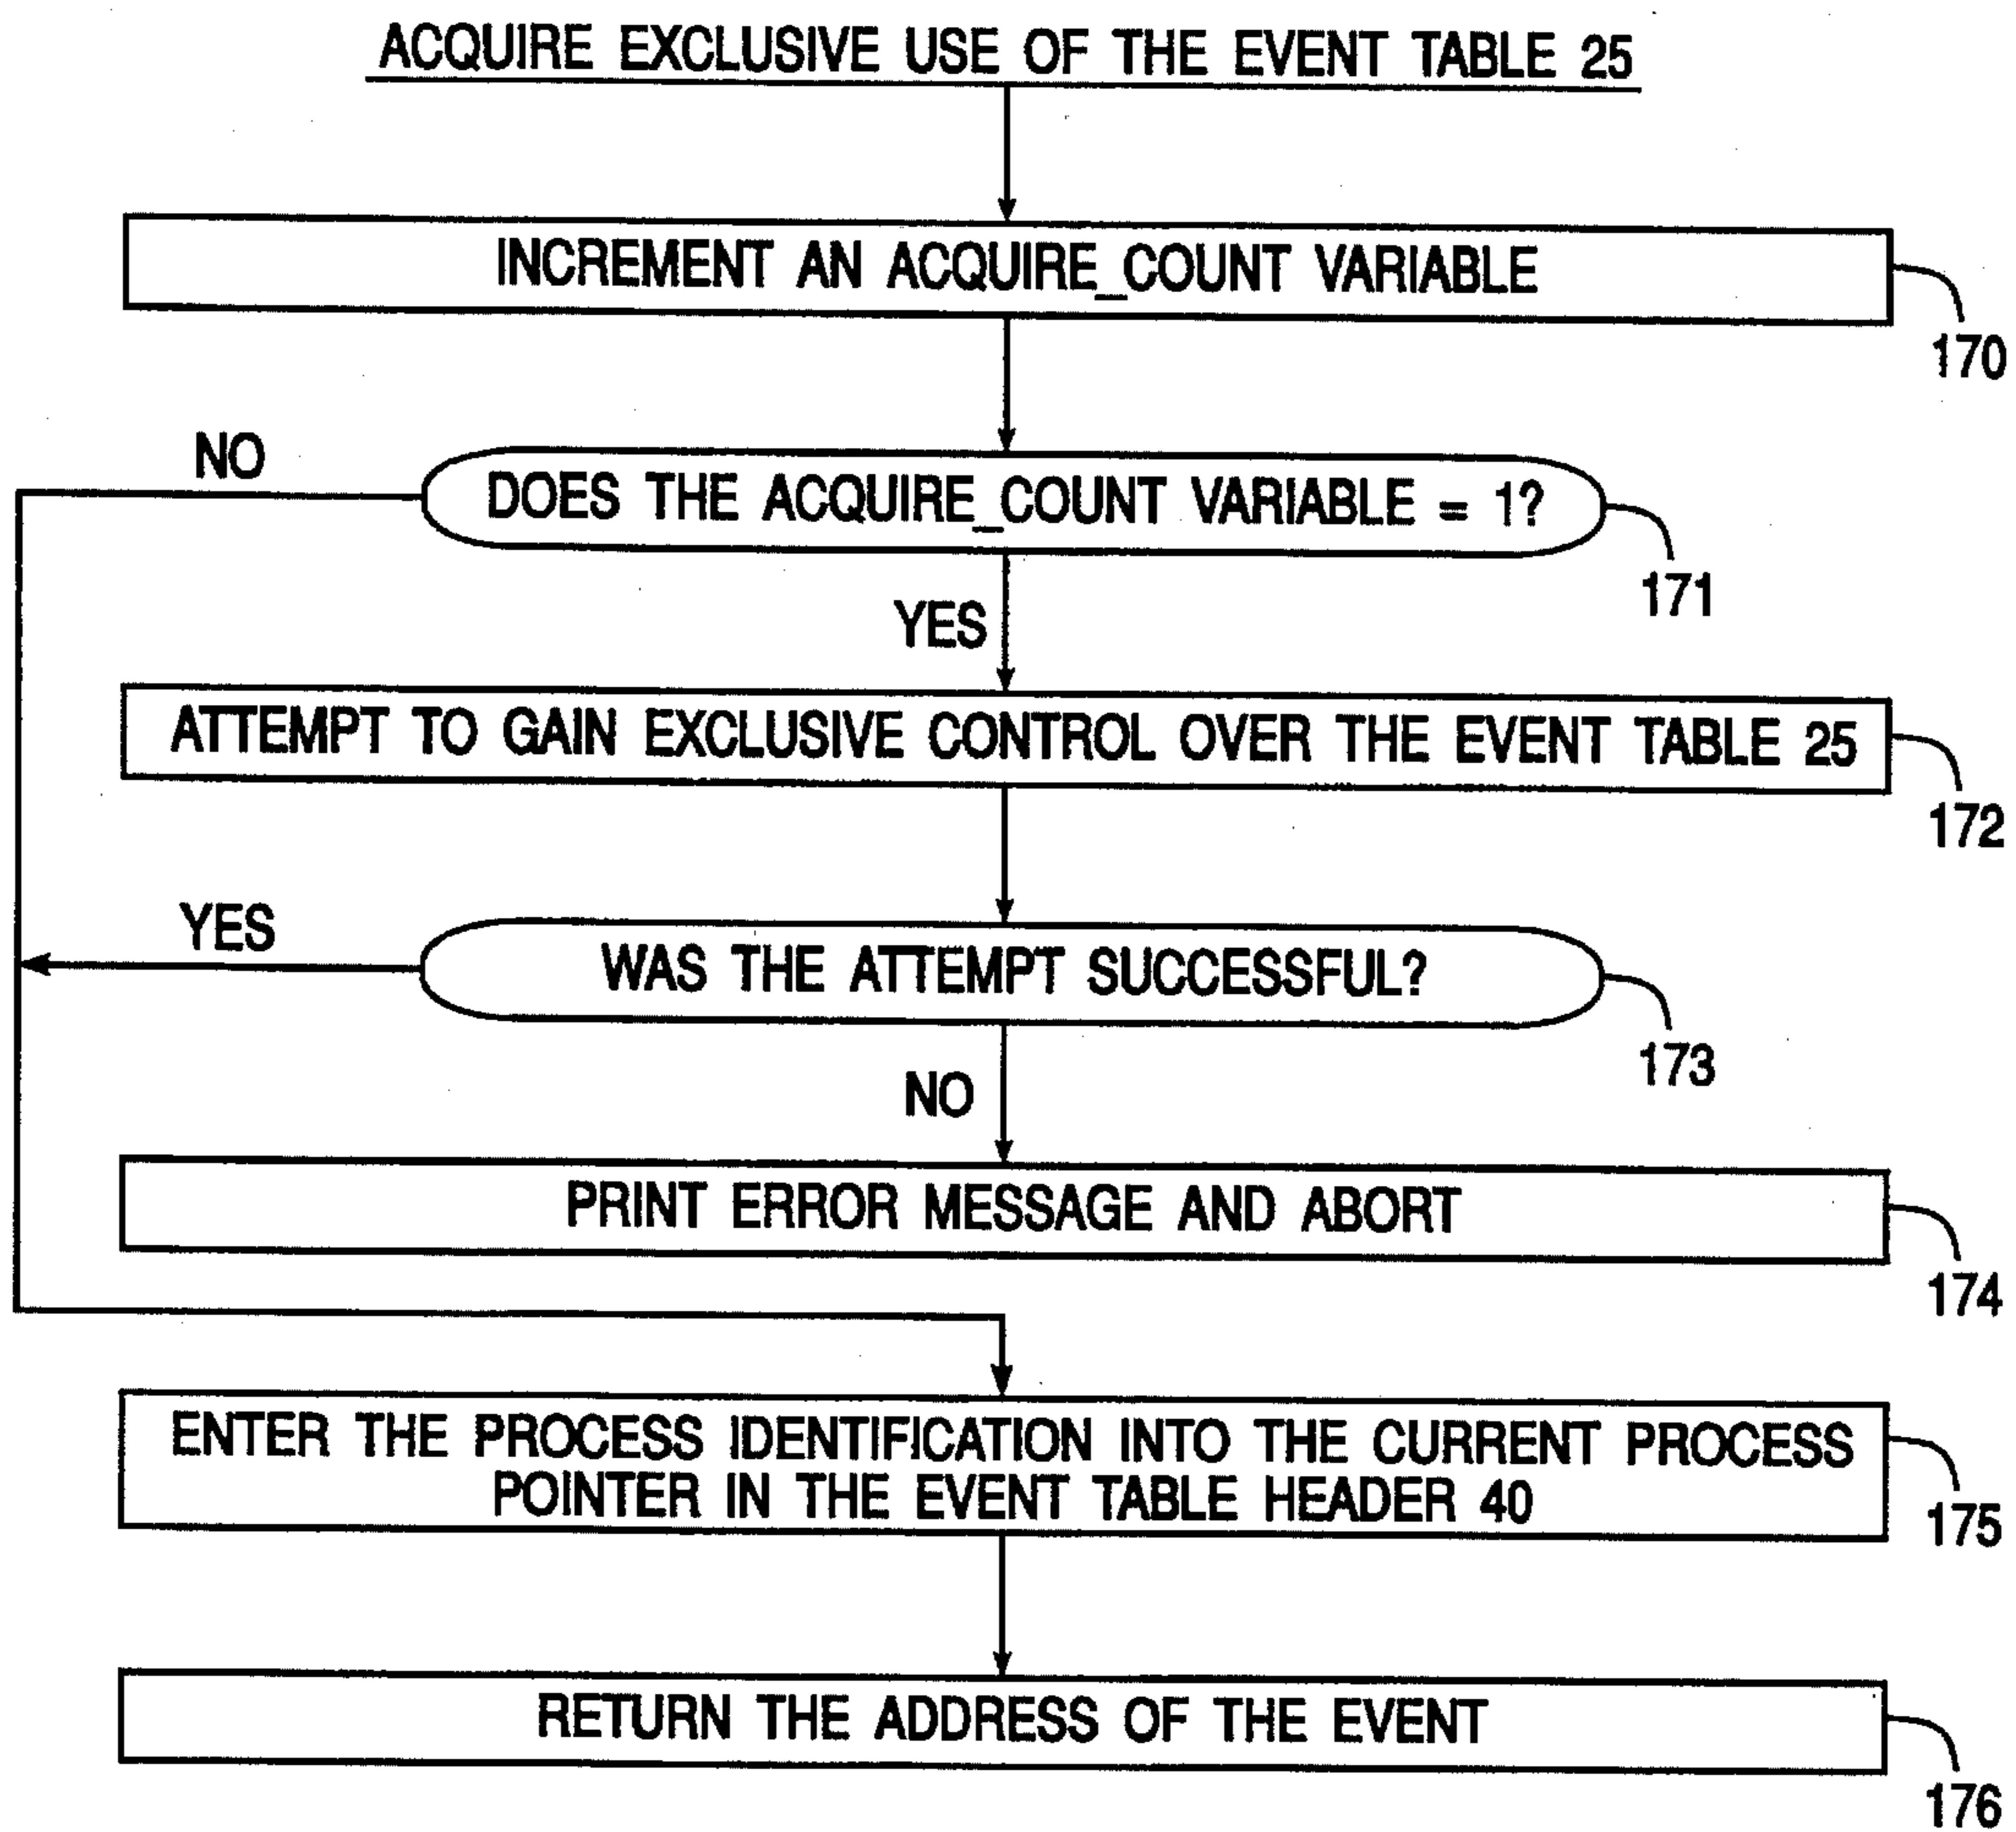 ACQUIRE EXCLUSIVE USE OF THE EVENT TABLE 25
INCREMENT AN ACQUIRE_COUNT VARIABLE
170
NO
DOES THE ACQUIRE_COUNT VARIABLE = 1?
171
YES
ATTEMPT TO GAIN EXCLUSIVE CONTROL OVER THE EVENT TABLE 25
172
YES
WAS THE ATTEMPT SUCCESSFUL?
173
NO
PRINT ERROR MESSAGE AND ABORT
174
ENTER THE PROCESS IDENTIFICATION INTO THE CURRENT PROCESS
POINTER IN THE EVENT TABLE HEADER 40
175
RETURN THE ADDRESS OF THE EVENT
176